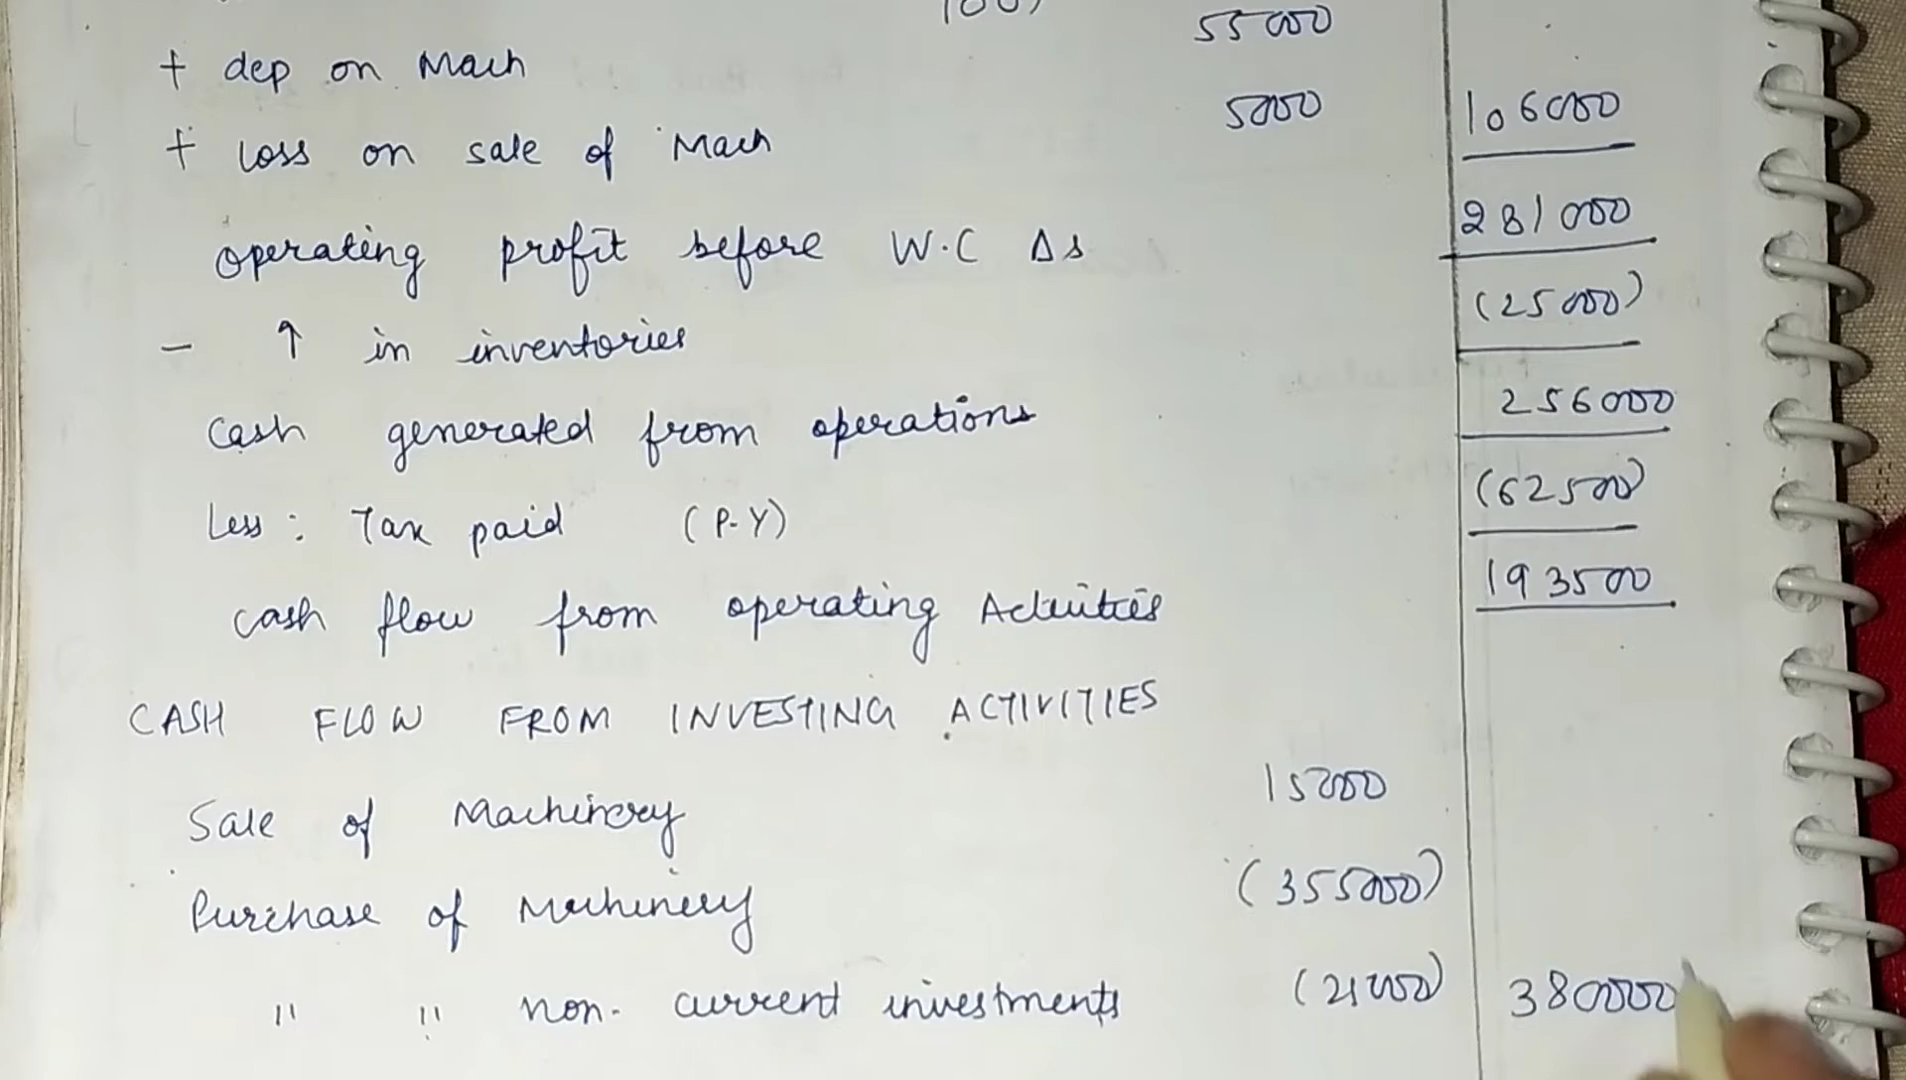 55000
+ dep on Mach
5000 106000
+ Loss on sale of Mach
281000
operating profit before W.C Δs
(25000)
- ↑ in inventories
256000
Cash generated from operations
(62500)
Less : Tax paid (P-Y)
193500
Cash flow from operating Activities
CASH FLOW FROM INVESTING ACTIVITIES
15000
Sale of Machinery
(355000)
Purchase of Machinery
" " non- current investments (21000) 380000